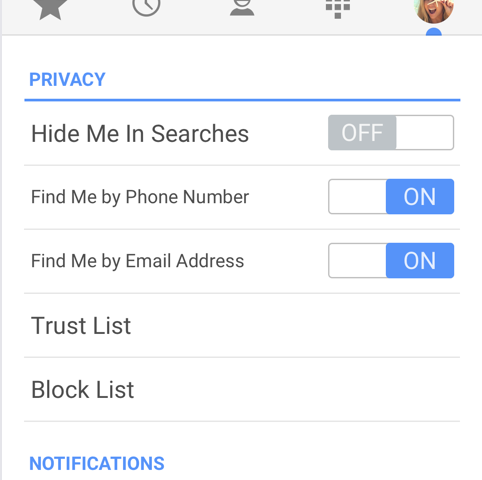 PRIVACY
Hide Me In Searches OFF
Find Me by Phone Number ON
Find Me by Email Address ON
Trust List
Block List
NOTIFICATIONS